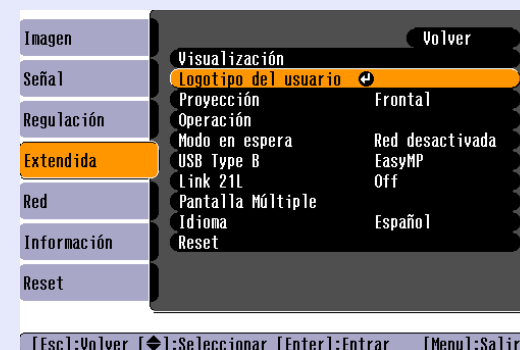 Imagen
Señal
Regulación
Extendida
Red
Información
Reset
Volver
Visualización
Logotipo del usuario
Proyección Frontal
Operación
Modo en espera Red desactivada
USB Type B EasyMP
Link 21L Off
Pantalla Múltiple
Idioma Español
Reset
[Esc]:Volver [◆]:Seleccionar [Enter]:Entrar [Menu]:Salir